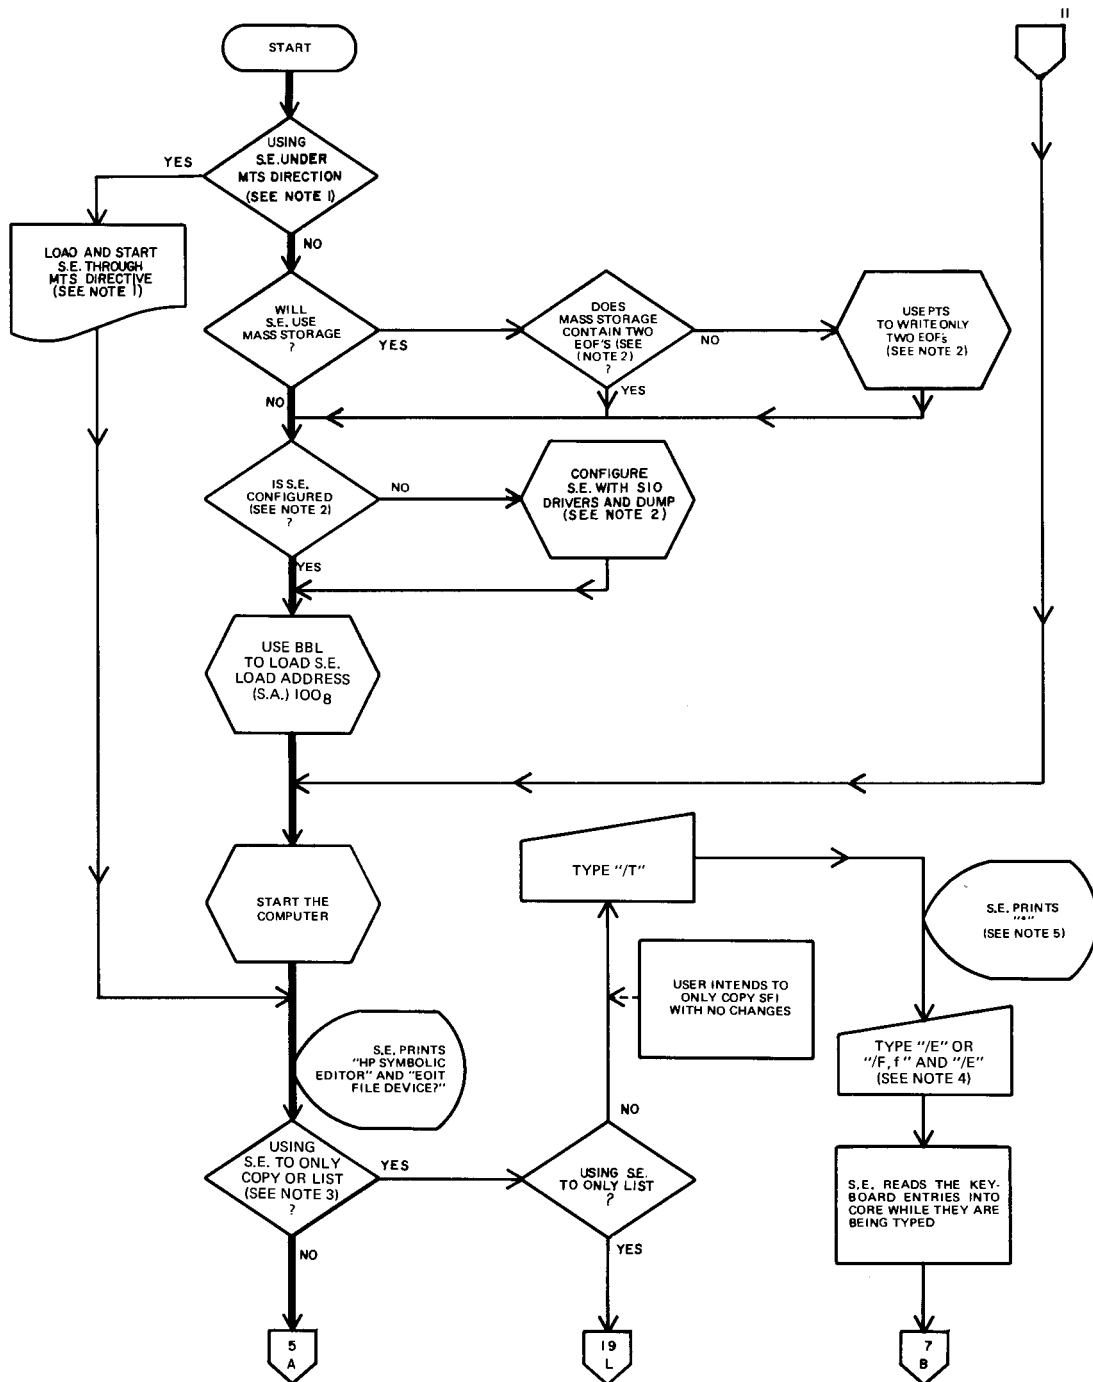 11
START
USING
S.E. UNDER
MTS DIRECTION
(SEE NOTE 1)
YES
NO
LOAD AND START
S.E. THROUGH
MTS DIRECTIVE
(SEE NOTE 1)
WILL
S.E. USE
MASS STORAGE
?
YES
NO
DOES
MASS STORAGE
CONTAIN TWO
EOF'S (SEE
(NOTE 2)
?
NO
YES
USE PTS
TO WRITE ONLY
TWO EOFs
(SEE NOTE 2)
IS S.E.
CONFIGURED
(SEE NOTE 2)
?
NO
YES
CONFIGURE
S.E. WITH SIO
DRIVERS AND DUMP
(SEE NOTE 2)
USE BBL
TO LOAD S.E.
LOAD ADDRESS
(S.A.) 1008
START THE
COMPUTER
TYPE "/T"
S.E. PRINTS
"*"
(SEE NOTE 5)
USER INTENDS TO
ONLY COPY SFI
WITH NO CHANGES
S.E. PRINTS
"HP SYMBOLIC
EDITOR" AND "EDIT
FILE DEVICE?"
TYPE "/E" OR
"/F, f" AND "/E"
(SEE NOTE 4)
USING
S.E. TO ONLY
COPY OR LIST
(SEE NOTE 3)
?
YES
NO
USING S.E.
TO ONLY LIST
?
NO
YES
S.E. READS THE KEY-
BOARD ENTRIES INTO
CORE WHILE THEY ARE
BEING TYPED
5
A
19
L
7
B